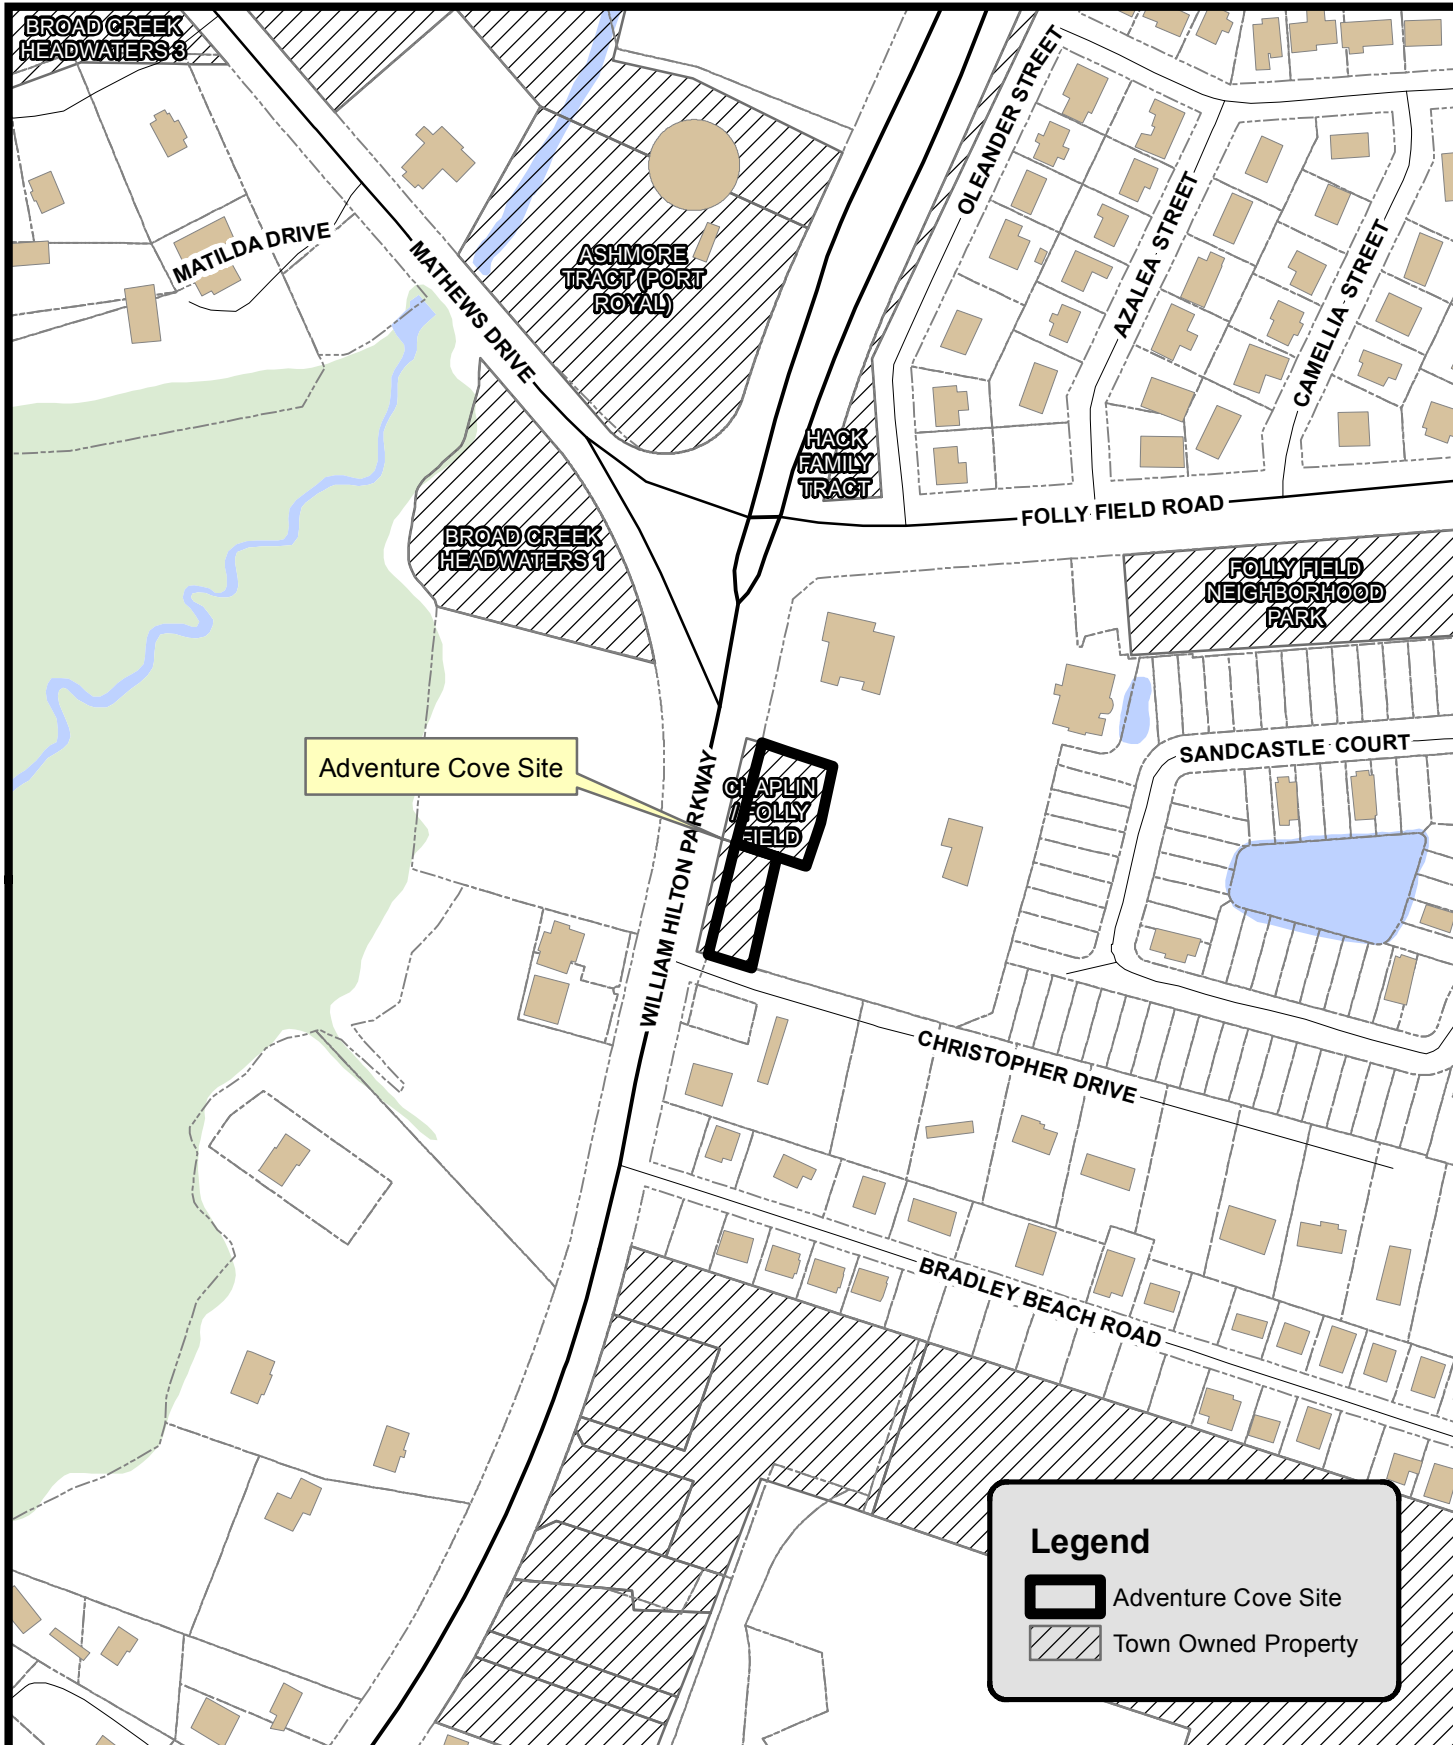 BROAD CREEK
HEADWATERS 3
OLEANDER STREET
MATILDA DRIVE
MATHEWS DRIVE
ASHMORE
TRACT (PORT
ROYAL)
AZALEA STREET
CAMELLIA STREET
HACK
FAMILY
TRACT
FOLLY FIELD ROAD
BROAD CREEK
HEADWATERS 1
FOLLY FIELD
NEIGHBORHOOD
PARK
SANDCASTLE COURT
Adventure Cove Site
CHAPLIN
/ FOLLY
FIELD
WILLIAM HILTON PARKWAY
CHRISTOPHER DRIVE
BRADLEY BEACH ROAD
Legend
Adventure Cove Site
Town Owned Property